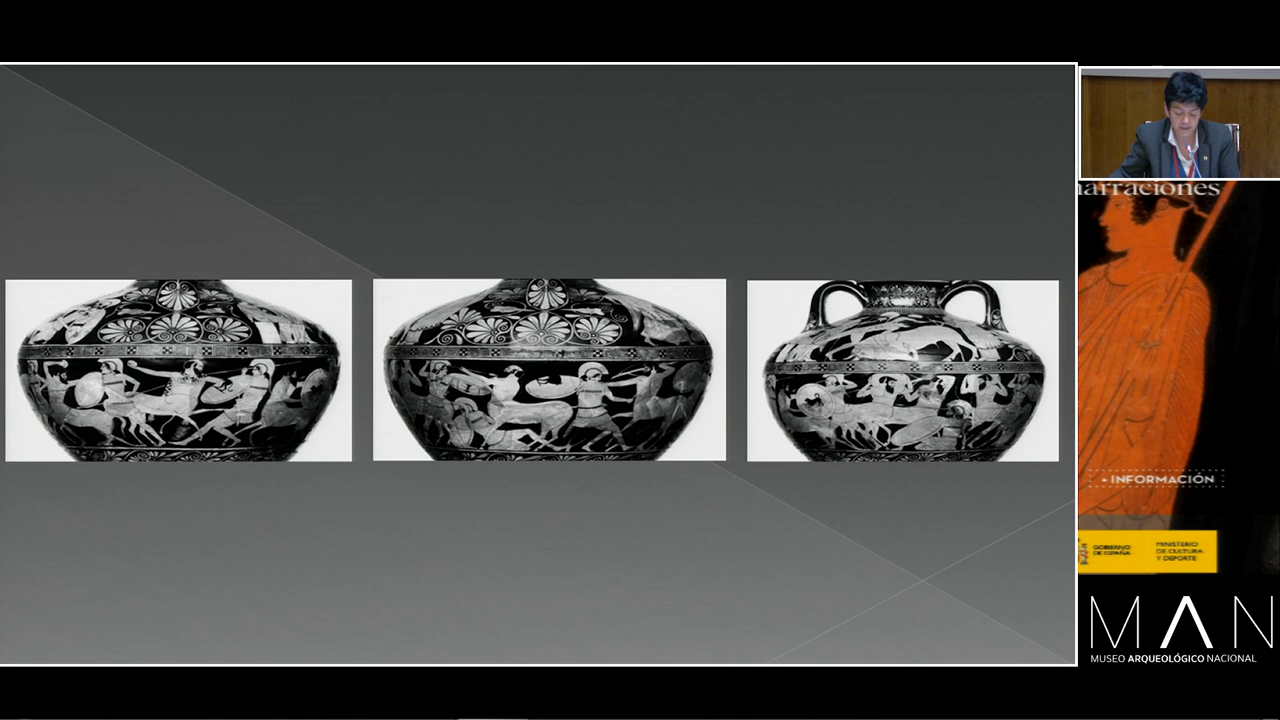 narraciones
+ INFORMACIÓN
GOBIERNO
DE ESPAÑA
MINISTERIO
DE CULTURA
Y DEPORTE
MAN
MUSEO ARQUEOLÓGICO NACIONAL